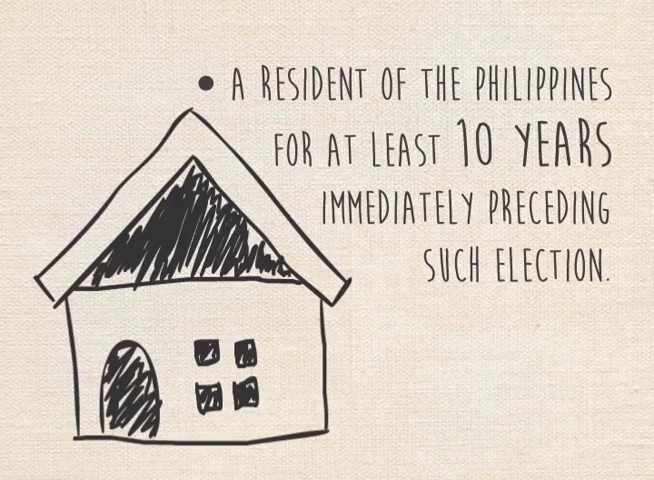 • A RESIDENT OF THE PHILIPPINES
FOR AT LEAST 10 YEARS
IMMEDIATELY PRECEDING
SUCH ELECTION.